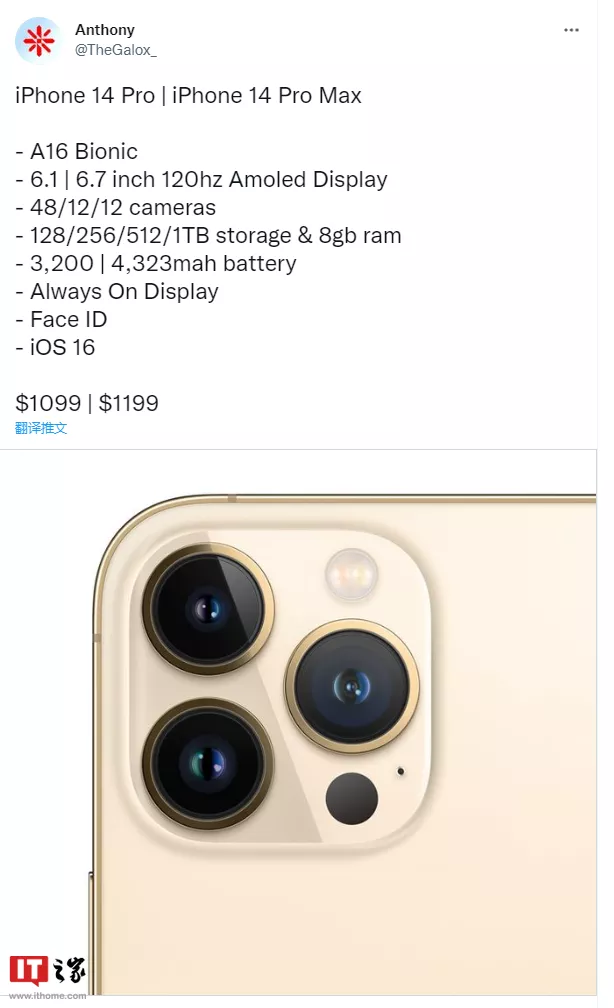 Anthony
@TheGalox_
iPhone 14 Pro | iPhone 14 Pro Max
- A16 Bionic
- 6.1 | 6.7 inch 120hz Amoled Display
- 48/12/12 cameras
- 128/256/512/1TB storage & 8gb ram
- 3,200 | 4,323mah battery
- Always On Display
- Face ID
- iOS 16
$1099 | $1199
翻译推文
IT之家
www.ithome.com